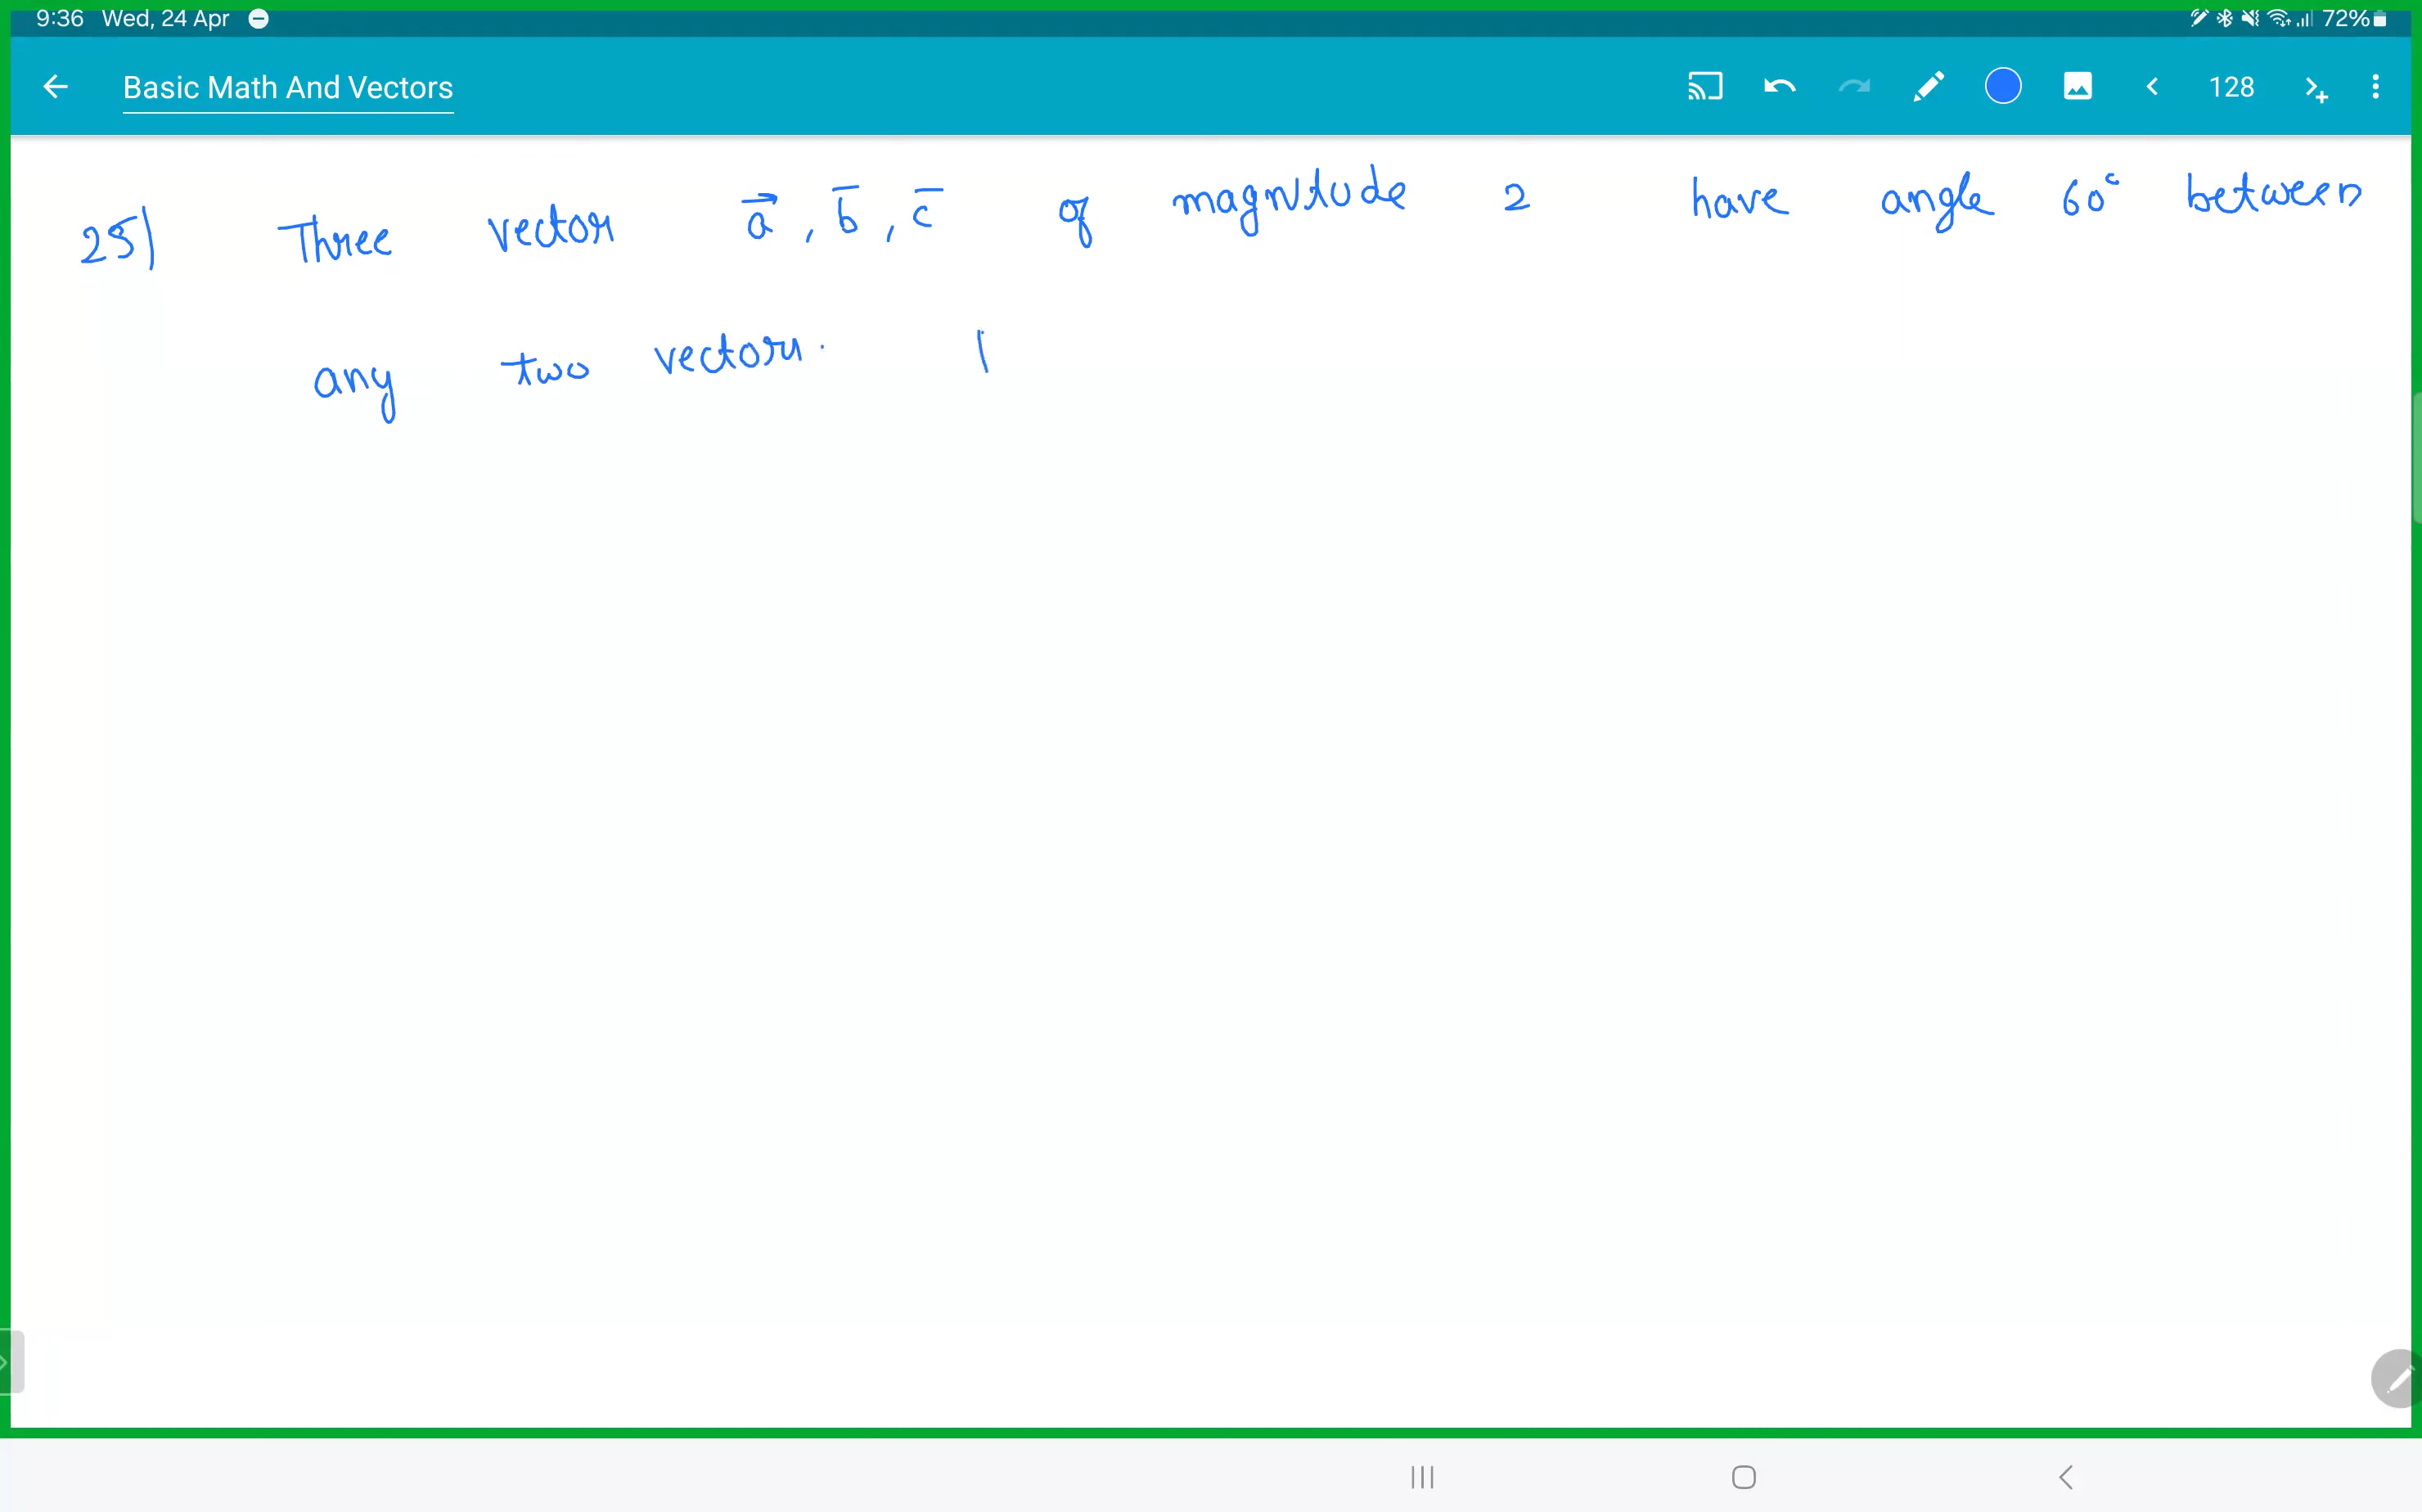 9:36 Wed, 24 Apr 72%
Basic Math And Vectors 128
25) Three vector a⃗, b̅, c̅ of magnitude 2 have angle 60° between
any two vectors.